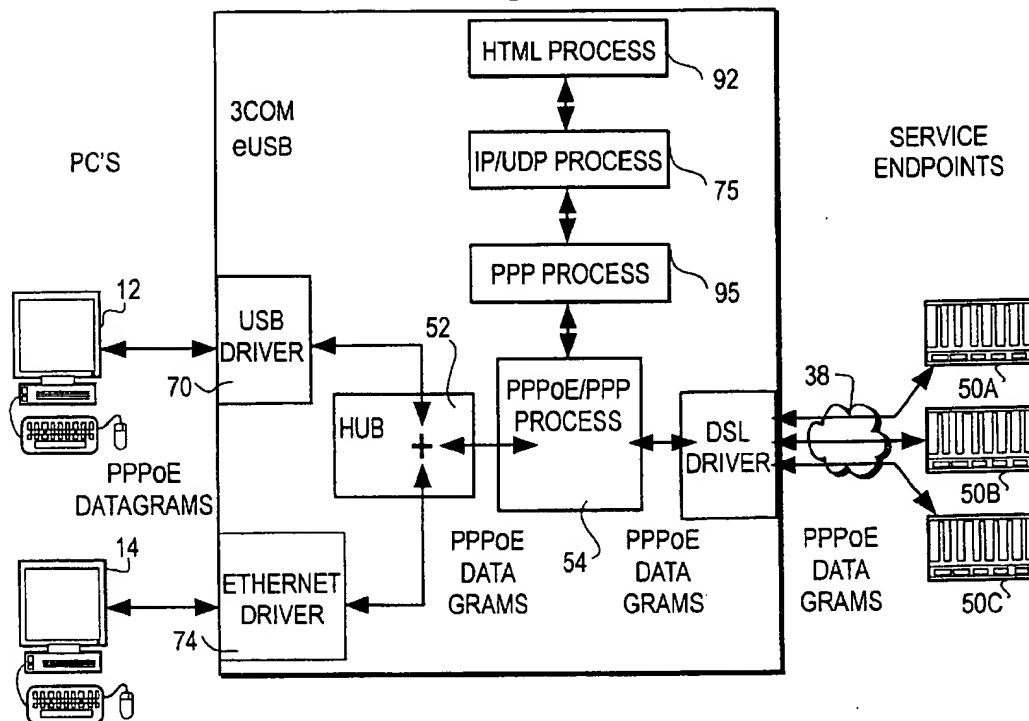 HTML PROCESS
92
3COM
eUSB
IP/UDP PROCESS
75
PC'S
SERVICE
ENDPOINTS
PPP PROCESS
95
12
USB
DRIVER
70
52
HUB
+
PPPoE/PPP
PROCESS
54
DSL
DRIVER
38
50A
50B
50C
PPPoE
DATAGRAMS
14
ETHERNET
DRIVER
74
PPPoE
DATA
GRAMS
PPPoE
DATA
GRAMS
PPPoE
DATA
GRAMS